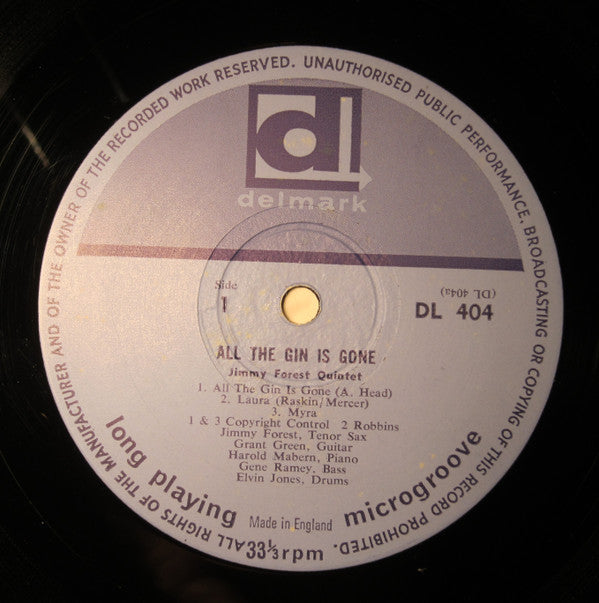 ALL RIGHTS OF THE MANUFACTURER AND OF THE OWNER OF THE RECORDED WORK RESERVED. UNAUTHORISED PUBLIC PERFORMANCE, BROADCASTING OR COPYING OF THIS RECORD PROHIBITED.
dl
delmark
Side
1
(DL 404a)
DL 404
ALL THE GIN IS GONE
Jimmy Forest Quintet
1. All The Gin Is Gone (A. Head)
2. Laura (Raskin/Mercer)
3. Myra
1 & 3 Copyright Control 2 Robbins
Jimmy Forest, Tenor Sax
Grant Green, Guitar
Harold Mabern, Piano
Gene Ramey, Bass
Elvin Jones, Drums
long playing
microgroove
Made in England
33⅓ rpm